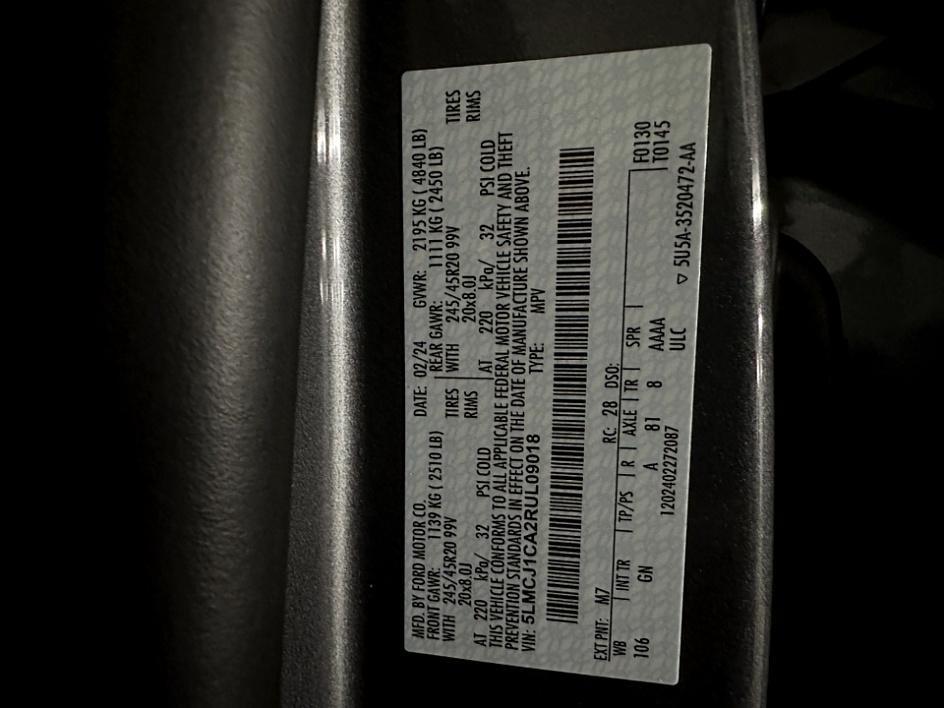 MFD. BY FORD MOTOR CO. DATE: 02/24 GVWR: 2195 KG ( 4840 LB)
FRONT GAWR: 1139 KG ( 2510 LB) REAR GAWR: 1111 KG ( 2450 LB)
WITH 245/45R20 99V TIRES WITH 245/45R20 99V TIRES
20x8.0J RIMS 20x8.0J RIMS
AT 220 kPa/ 32 PSI COLD AT 220 kPa/ 32 PSI COLD
THIS VEHICLE CONFORMS TO ALL APPLICABLE FEDERAL MOTOR VEHICLE SAFETY AND THEFT
PREVENTION STANDARDS IN EFFECT ON THE DATE OF MANUFACTURE SHOWN ABOVE.
VIN: 5LMCJ1CA2RUL09018 TYPE: MPV
EXT PNT: M7 RC: 28 DSO: F0130
WB INT TR TP/PS R AXLE TR SPR T0145
106 GN A 81 8 AAAA
1202402272087 ULC ▽ 5U5A-3520472-AA